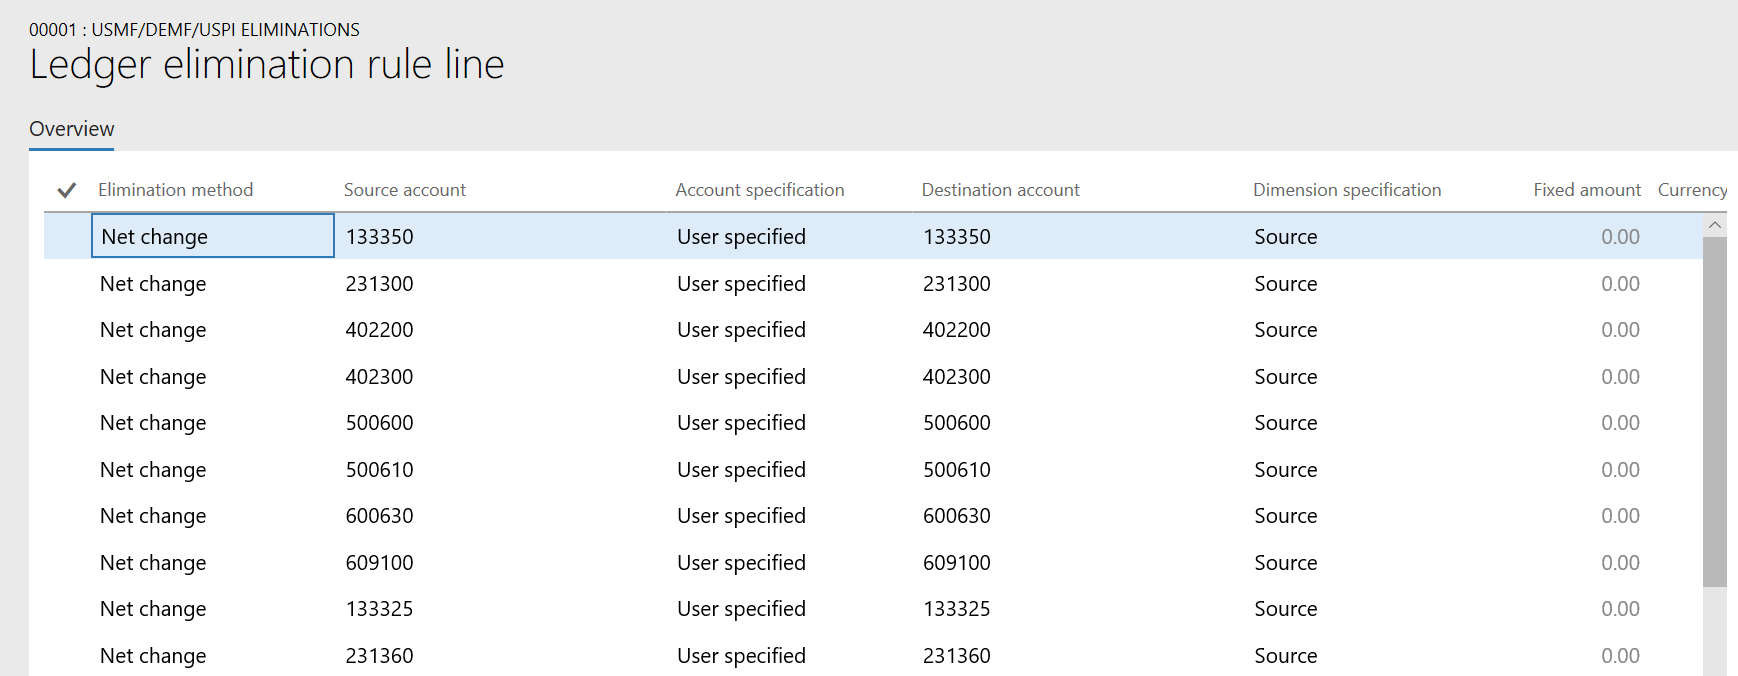 00001 : USMF/DEMF/USPI ELIMINATIONS
Ledger elimination rule line
Overview
Elimination method Source account Account specification Destination account Dimension specification Fixed amount Currency
Net change 133350 User specified 133350 Source 0.00
Net change 231300 User specified 231300 Source 0.00
Net change 402200 User specified 402200 Source 0.00
Net change 402300 User specified 402300 Source 0.00
Net change 500600 User specified 500600 Source 0.00
Net change 500610 User specified 500610 Source 0.00
Net change 600630 User specified 600630 Source 0.00
Net change 609100 User specified 609100 Source 0.00
Net change 133325 User specified 133325 Source 0.00
Net change 231360 User specified 231360 Source 0.00